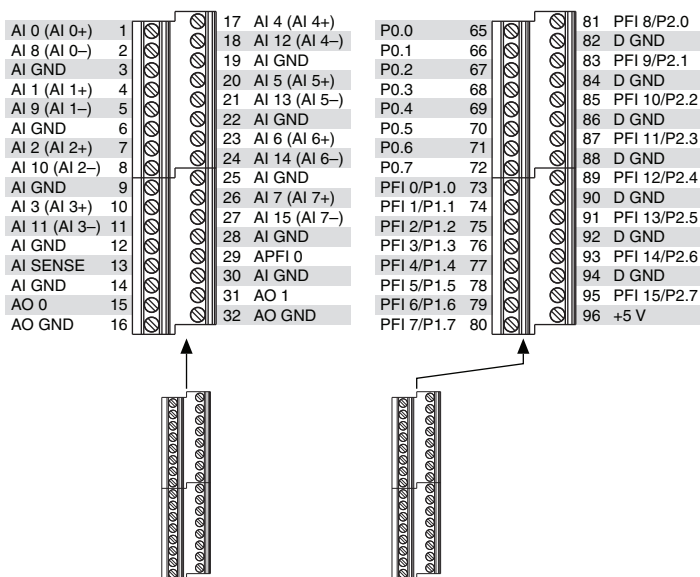 AI 0 (AI 0+) 1
AI 8 (AI 0–) 2
AI GND 3
AI 1 (AI 1+) 4
AI 9 (AI 1–) 5
AI GND 6
AI 2 (AI 2+) 7
AI 10 (AI 2–) 8
AI GND 9
AI 3 (AI 3+) 10
AI 11 (AI 3–) 11
AI GND 12
AI SENSE 13
AI GND 14
AO 0 15
AO GND 16
17 AI 4 (AI 4+)
18 AI 12 (AI 4–)
19 AI GND
20 AI 5 (AI 5+)
21 AI 13 (AI 5–)
22 AI GND
23 AI 6 (AI 6+)
24 AI 14 (AI 6–)
25 AI GND
26 AI 7 (AI 7+)
27 AI 15 (AI 7–)
28 AI GND
29 APFI 0
30 AI GND
31 AO 1
32 AO GND
P0.0 65
P0.1 66
P0.2 67
P0.3 68
P0.4 69
P0.5 70
P0.6 71
P0.7 72
PFI 0/P1.0 73
PFI 1/P1.1 74
PFI 2/P1.2 75
PFI 3/P1.3 76
PFI 4/P1.4 77
PFI 5/P1.5 78
PFI 6/P1.6 79
PFI 7/P1.7 80
81 PFI 8/P2.0
82 D GND
83 PFI 9/P2.1
84 D GND
85 PFI 10/P2.2
86 D GND
87 PFI 11/P2.3
88 D GND
89 PFI 12/P2.4
90 D GND
91 PFI 13/P2.5
92 D GND
93 PFI 14/P2.6
94 D GND
95 PFI 15/P2.7
96 +5 V